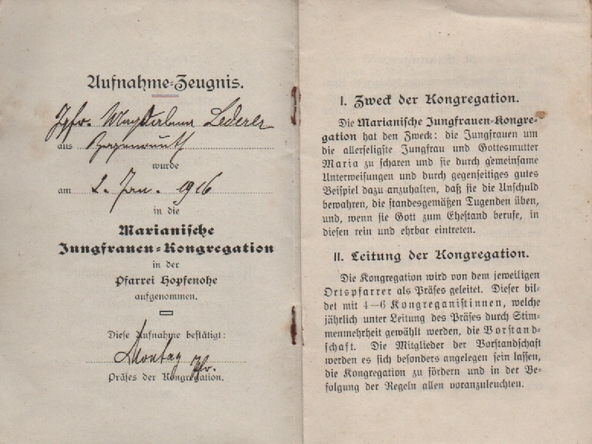 Aufnahme-Zeugnis.
Jgfr. Magdalena Lederer
aus
wurde
am 2. Jan. 1916
in die
Marianische
Jungfrauen-Kongregation
in der
Pfarrei Hopfenohe
aufgenommen.
Diese Aufnahme bestätigt:
Montag Pfr.
Präses der Kongregation.
I. Zweck der Kongregation.
Die Marianische Jungfrauen-Kongre-
gation hat den Zweck: die Jungfrauen um
die allerseligste Jungfrau und Gottesmutter
Maria zu scharen und sie durch gemeinsame
Unterweisungen und durch gegenseitiges gutes
Beispiel dazu anzuhalten, daß sie die Unschuld
bewahren, die standesgemäßen Tugenden üben,
und, wenn sie Gott zum Ehestand berufe, in
diesen rein und ehrbar eintreten.
II. Leitung der Kongregation.
Die Kongregation wird von dem jeweiligen
Ortspfarrer als Präses geleitet. Dieser bil-
det mit 4—6 Kongreganistinnen, welche
jährlich unter Leitung des Präses durch Stim-
menmehrheit gewählt werden, die Vorstand-
schaft. Die Mitglieder der Vorstandschaft
werden es sich besonders angelegen sein lassen,
die Kongregation zu fördern und in der Be-
folgung der Regeln allen voranzuleuchten.